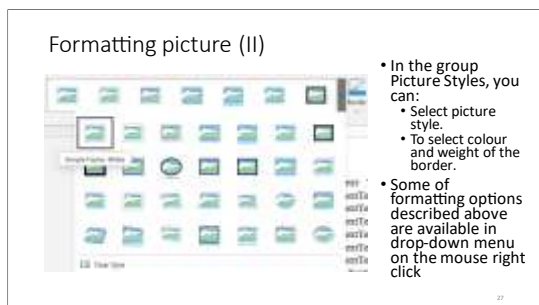 Formatting picture (II)
• In the group
Picture Styles, you
can:
• Select picture
style.
• To select colour
and weight of the
border.
• Some of
formatting options
described above
are available in
drop-down menu
on the mouse right
click
27